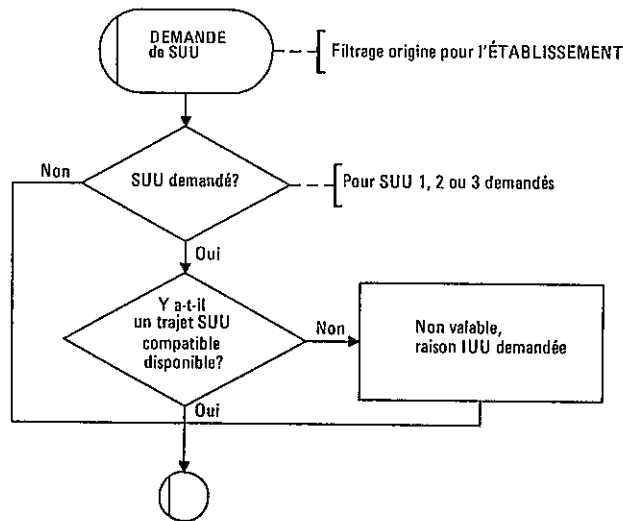 DEMANDE
de SUU
Filtrage origine pour l'ÉTABLISSEMENT
Non
SUU demandé?
Pour SUU 1, 2 ou 3 demandés
Oui
Y a-t-il
un trajet SUU
compatible
disponible?
Non
Non valable,
raison IUU demandée
Oui